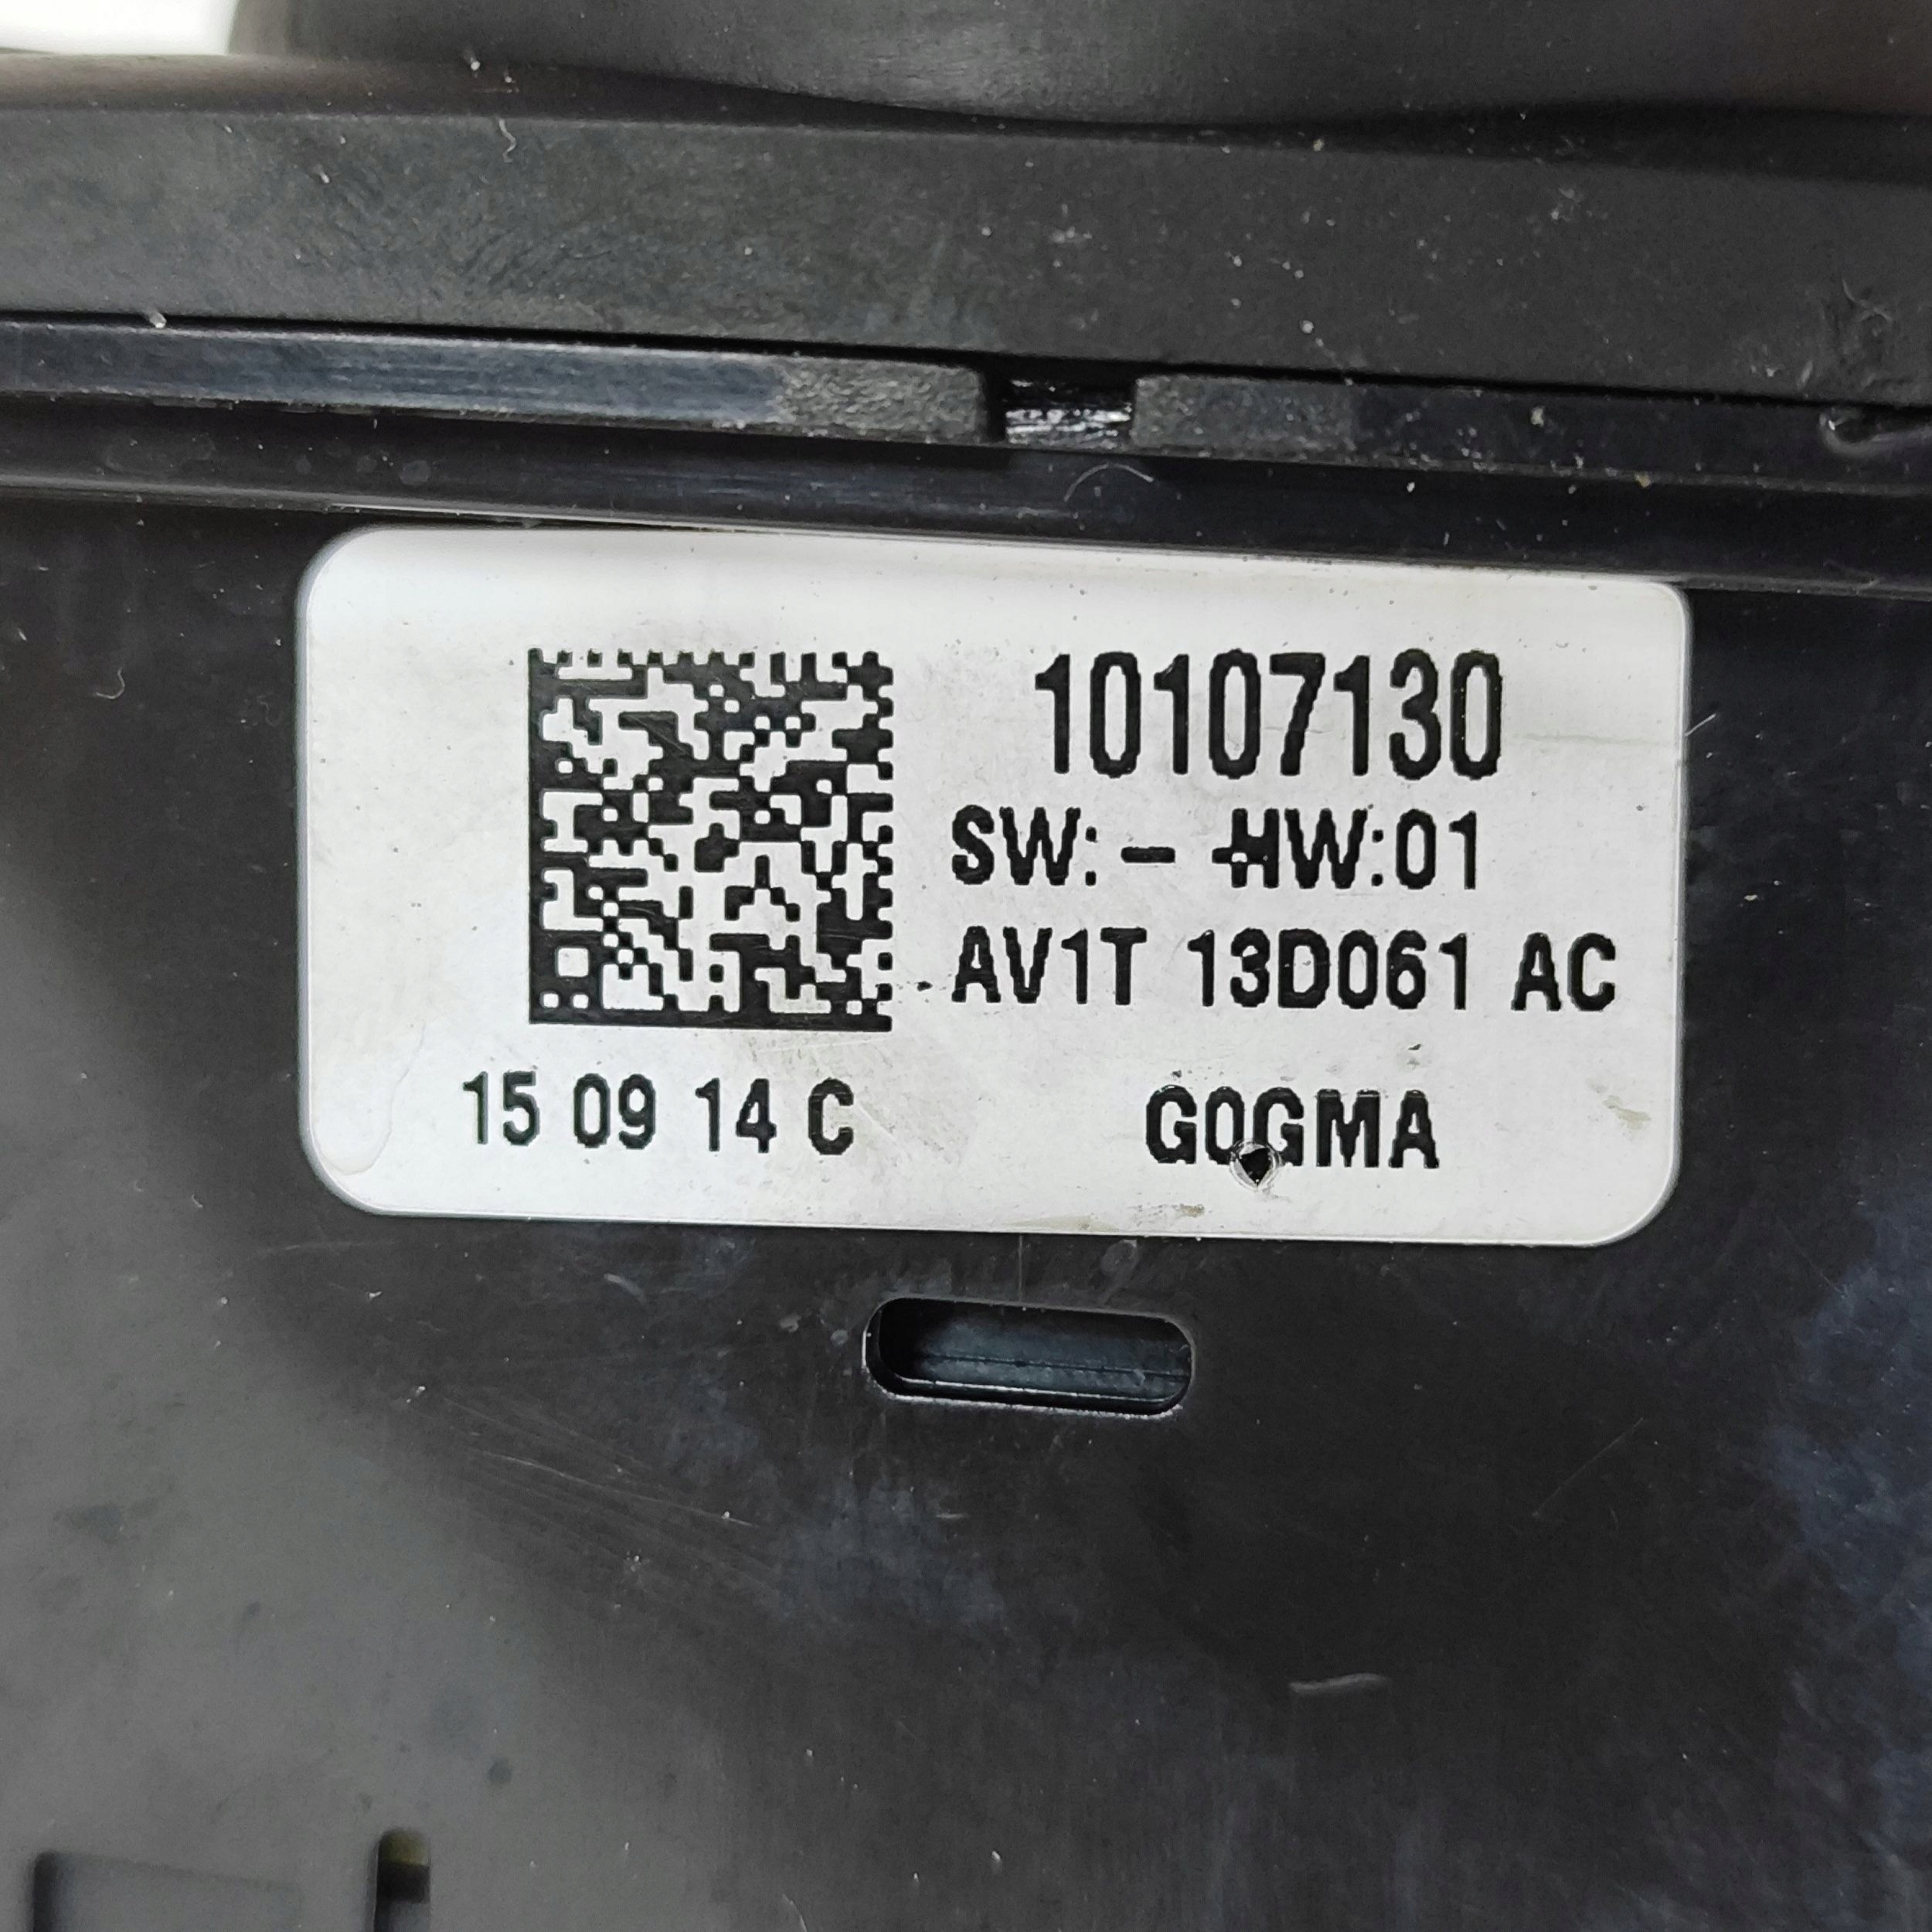 10107130
SW: - HW:01
AV1T 13D061 AC
15 09 14 C G0GMA